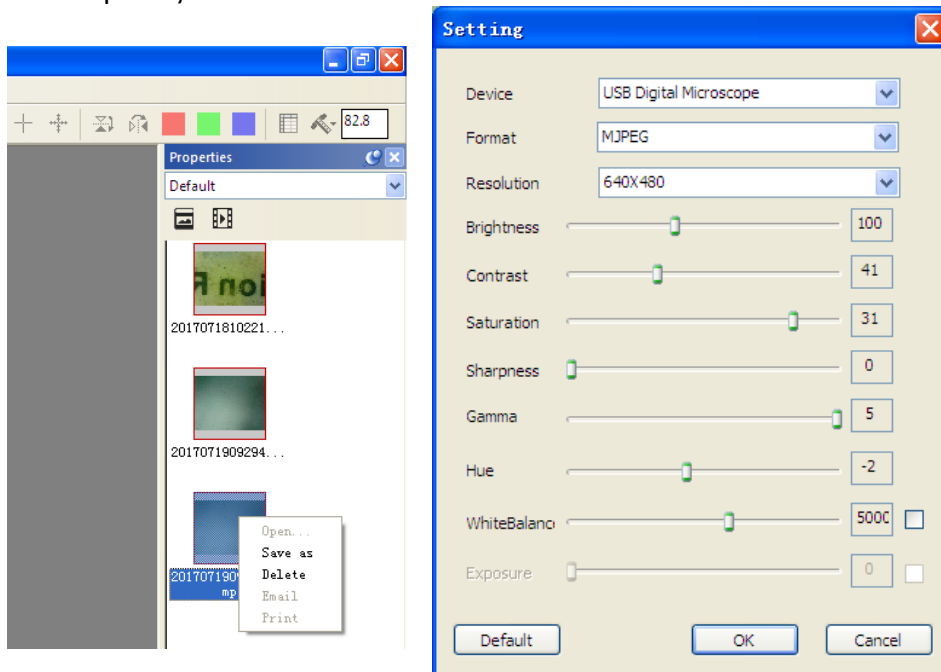 82.8
Properties
Default
ion R
2017071810221...
2017071909294...
201707190
mp
Open...
Save as
Delete
Email
Print
Setting
Device USB Digital Microscope
Format MJPEG
Resolution 640X480
Brightness 100
Contrast 41
Saturation 31
Sharpness 0
Gamma 5
Hue -2
WhiteBalanc 500
Exposure 0
Default OK Cancel